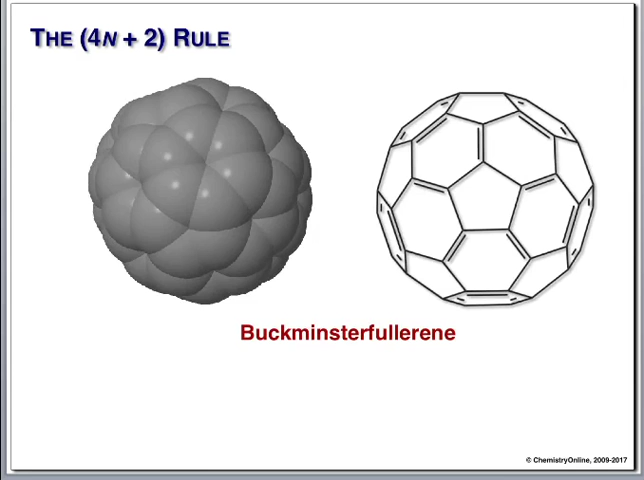 THE (4N + 2) RULE
Buckminsterfullerene
© ChemistryOnline, 2009-2017